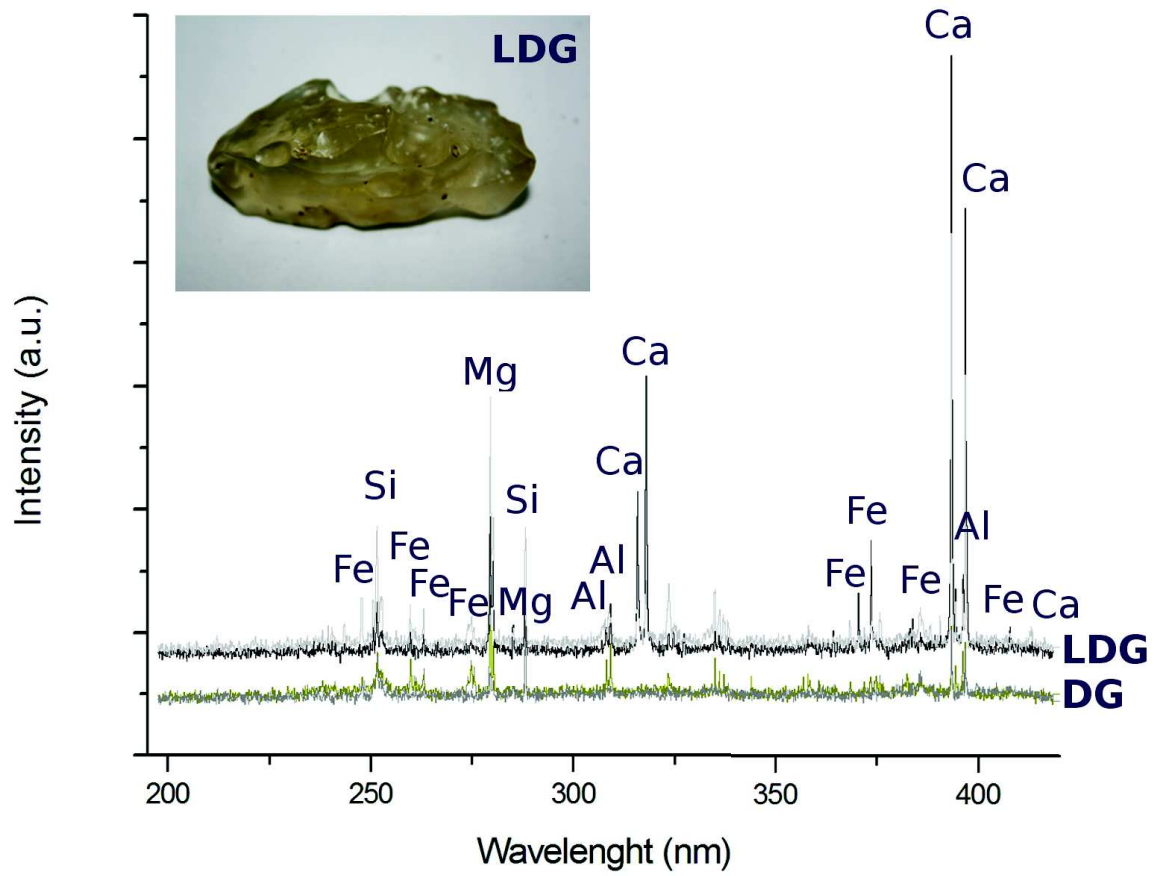 LDG
Ca
Ca
Ca
Mg
Ca
Si
Si
Fe
Fe
Fe
Al
Al
Fe
Fe
Fe
Mg
Al
Fe
Fe
Fe
Ca
LDG
DG
Intensity (a.u.)
200 250 300 350 400
Wavelenght (nm)